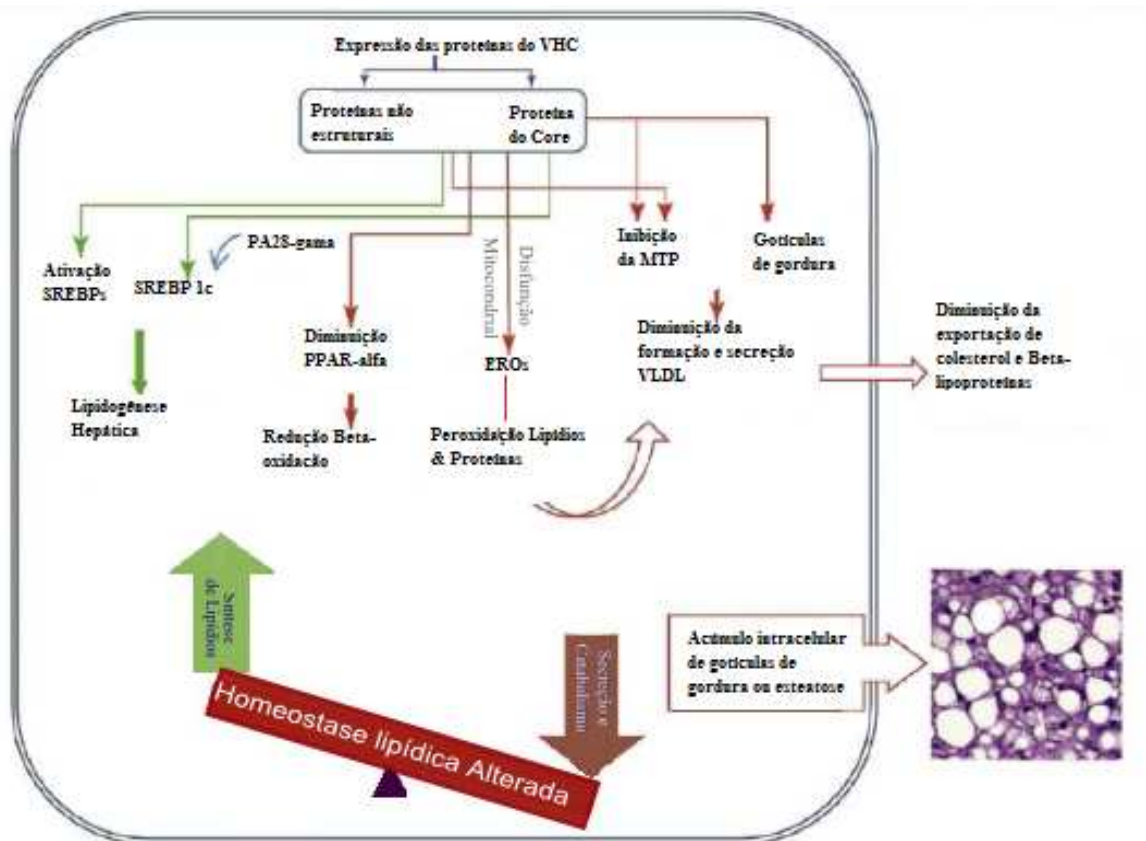 Expressão das proteínas do VHC
Proteínas não
estruturais
Proteína
do Core
PA28-gama
Ativação
SREBPs
SREBP 1c
Lipidogênese
Hepática
Diminuição
PPAR-alfa
Redução Beta-
oxidação
Disfunção
Mitocondrial
EROs
Peroxidação Lipídios
& Proteínas
Inibição
da MTP
Gotículas
de gordura
Diminuição da
formação e secreção
VLDL
Diminuição da
exportação de
colesterol e Beta-
lipoproteínas
Síntese
de Lipídios
Secreção e
Catabolismo
Homeostase lipídica Alterada
Acúmulo intracelular
de gotículas de
gordura ou esteatose